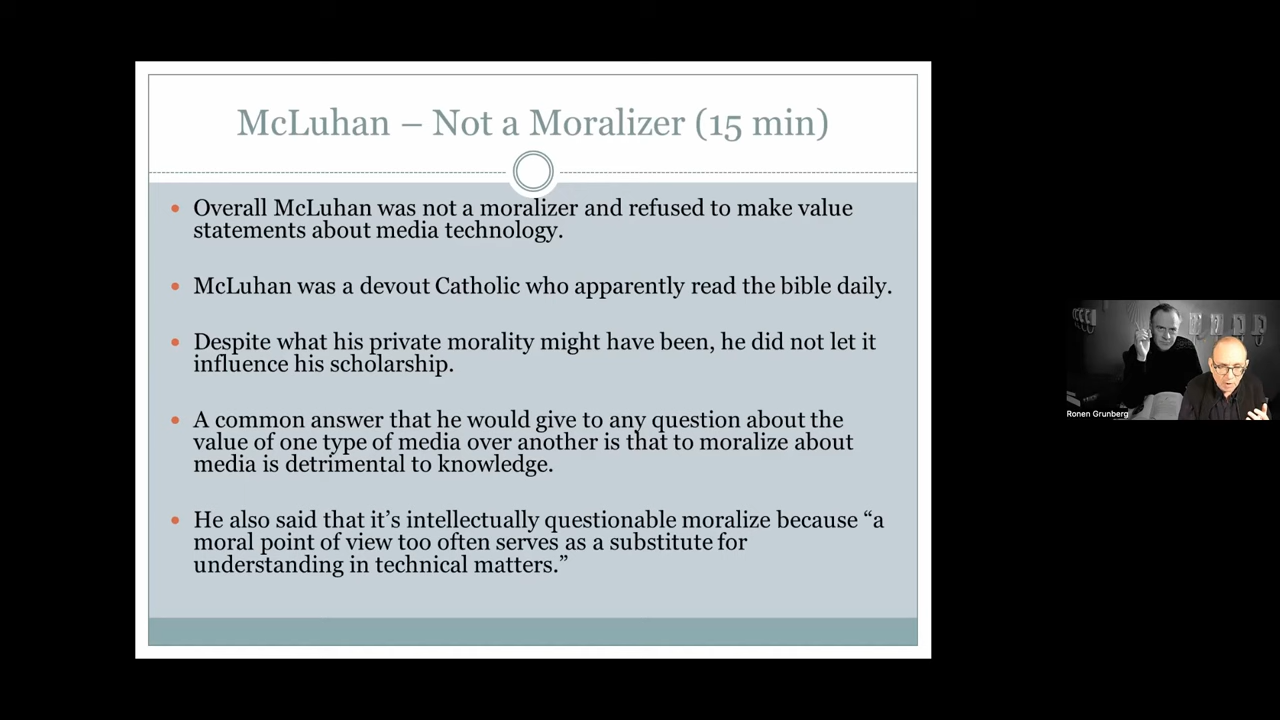 McLuhan – Not a Moralizer (15 min)
• Overall McLuhan was not a moralizer and refused to make value
statements about media technology.
• McLuhan was a devout Catholic who apparently read the bible daily.
• Despite what his private morality might have been, he did not let it
influence his scholarship.
• A common answer that he would give to any question about the
value of one type of media over another is that to moralize about
media is detrimental to knowledge.
• He also said that it’s intellectually questionable moralize because “a
moral point of view too often serves as a substitute for
understanding in technical matters.”
Ronen Grunberg